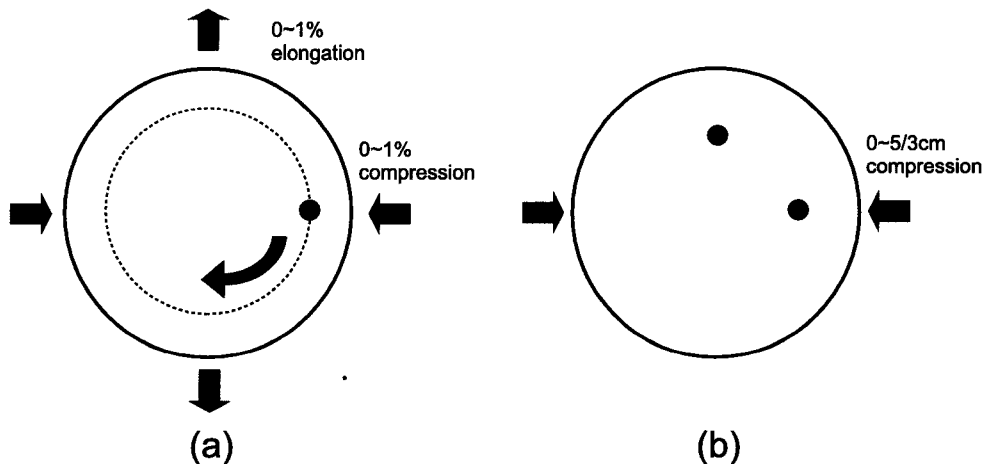 0~1%
elongation
0~1%
compression
(a)
0~5/3cm
compression
(b)